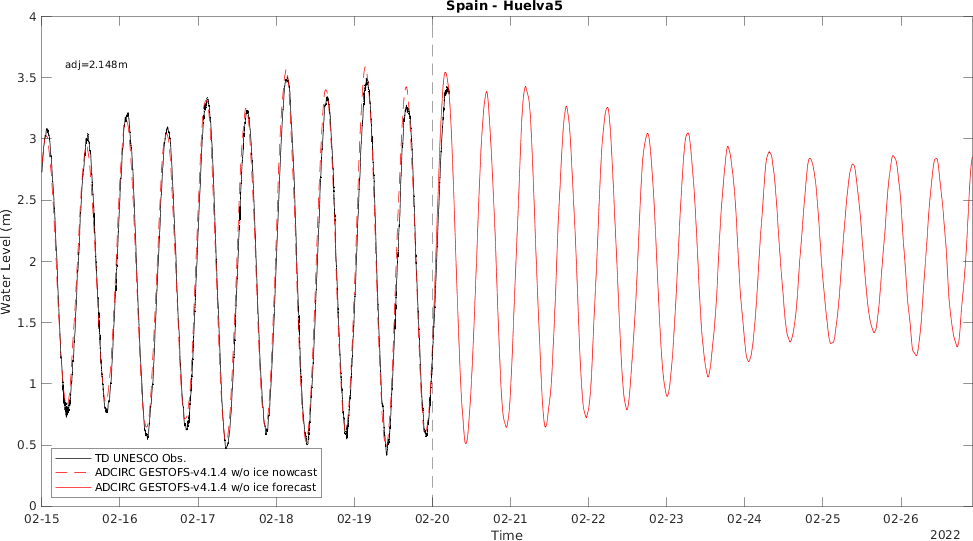 Spain - Huelva5
4
3.5
3
2.5
2
1.5
1
0.5
0
Water Level (m)
adj=2.148m
TD UNESCO Obs.
ADCIRC GESTOFS-v4.1.4 w/o ice nowcast
ADCIRC GESTOFS-v4.1.4 w/o ice forecast
02-15 02-16 02-17 02-18 02-19 02-20 02-21 02-22 02-23 02-24 02-25 02-26
Time
2022